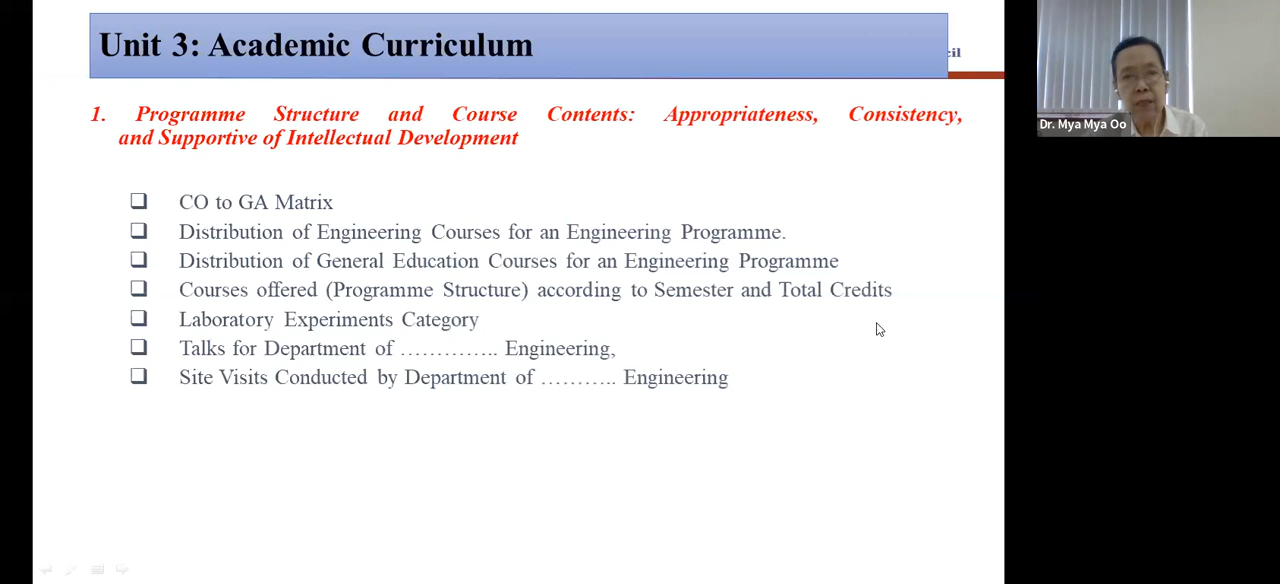 Unit 3: Academic Curriculum
cil
Dr. Mya Mya Oo
1. Programme Structure and Course Contents: Appropriateness, Consistency,
and Supportive of Intellectual Development
❑ CO to GA Matrix
❑ Distribution of Engineering Courses for an Engineering Programme.
❑ Distribution of General Education Courses for an Engineering Programme
❑ Courses offered (Programme Structure) according to Semester and Total Credits
❑ Laboratory Experiments Category
❑ Talks for Department of ………….. Engineering,
❑ Site Visits Conducted by Department of ……….. Engineering